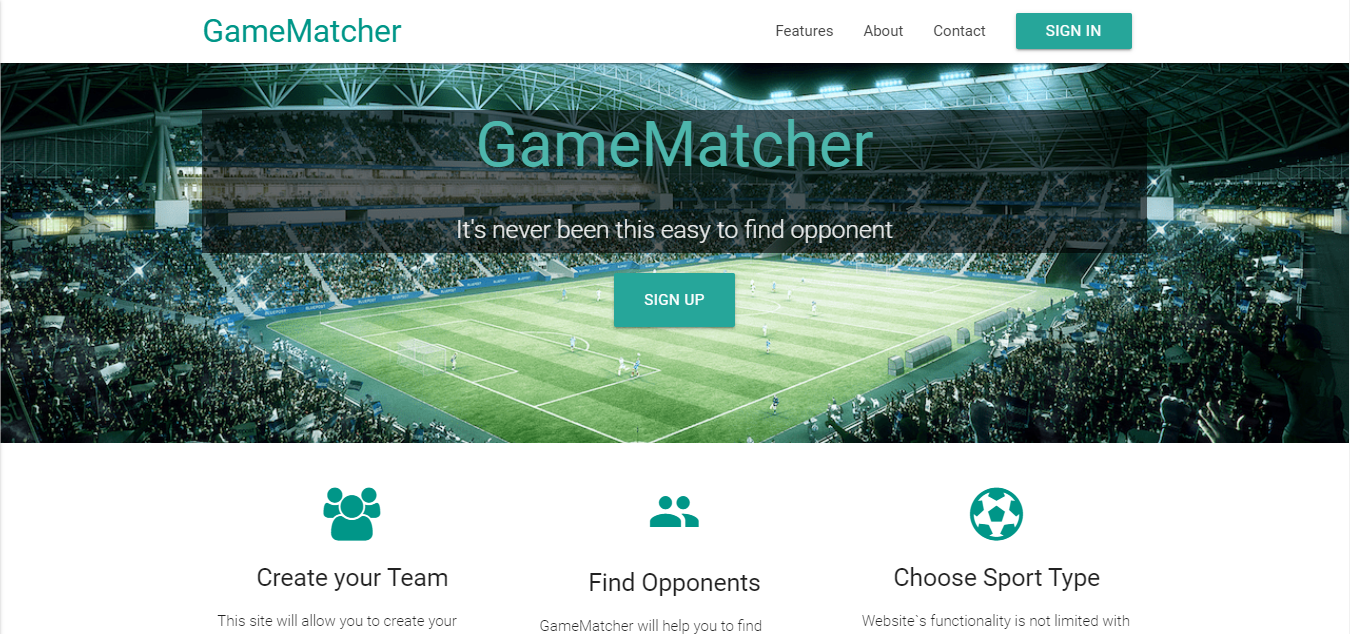 GameMatcher
Features About Contact SIGN IN
GameMatcher
It's never been this easy to find opponent
SIGN UP
Create your Team
Find Opponents
Choose Sport Type
This site will allow you to create your
GameMatcher will help you to find
Website`s functionality is not limited with